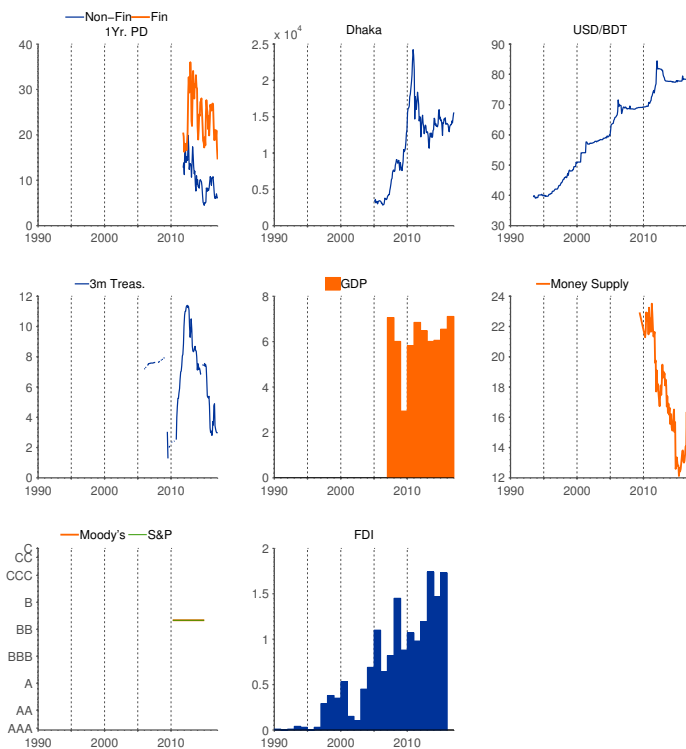 Non−Fin Fin
1Yr. PD
40
30
20
10
0
1990 2000 2010
Dhaka
2.5 x 10^4
2
1.5
1
0.5
0
1990 2000 2010
USD/BDT
90
80
70
60
50
40
30
1990 2000 2010
3m Treas.
12
10
8
6
4
2
0
1990 2000 2010
GDP
8
6
4
2
0
1990 2000 2010
Money Supply
24
22
20
18
16
14
12
1990 2000 2010
Moody's S&P
C
CC
CCC
B
BB
BBB
A
AA
AAA
1990 2000 2010
FDI
2
1.5
1
0.5
0
1990 2000 2010